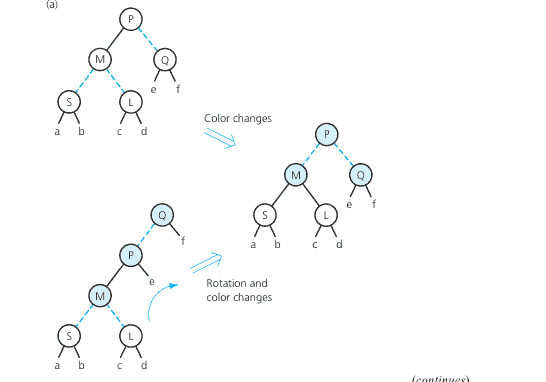 (a)
P
M
Q
S
L
e f
a b c d
Color changes
P
M
Q
S
L
e f
a b c d
Q
P
f
M
e
S
L
a b c d
Rotation and
color changes
(continues)